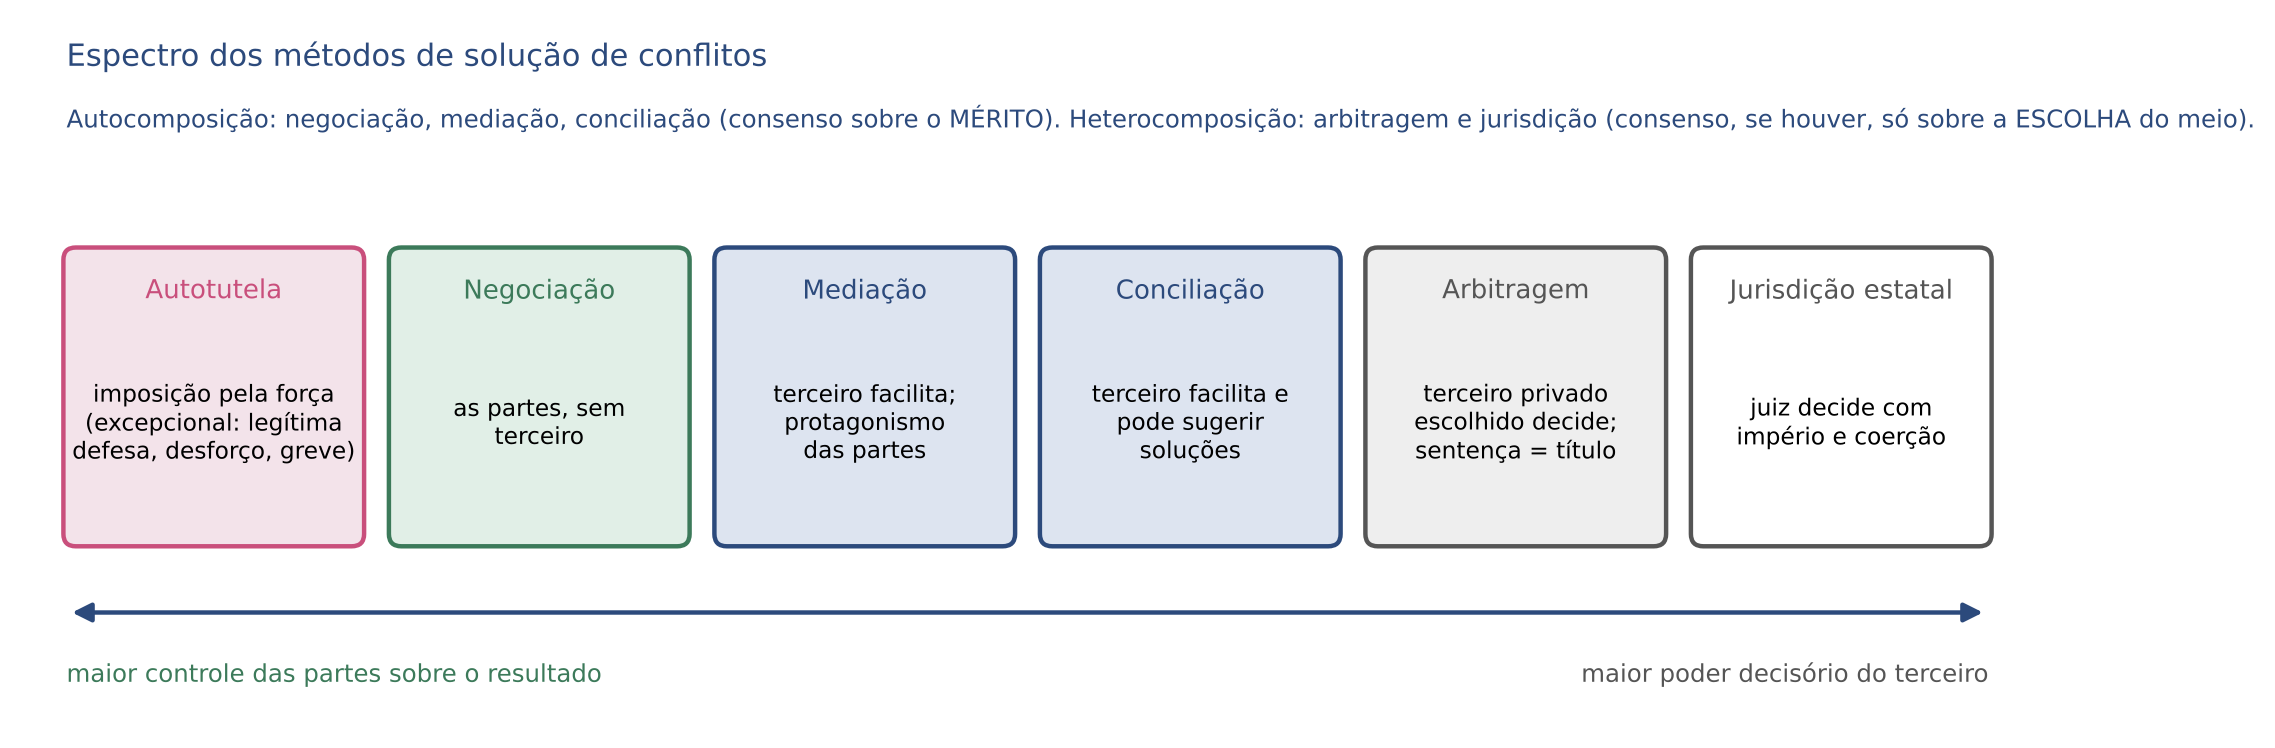 Espectro dos métodos de solução de conflitos
Autocomposição: negociação, mediação, conciliação (consenso sobre o MÉRITO). Heterocomposição: arbitragem e jurisdição (consenso, se houver, só sobre a ESCOLHA do meio).
Autotutela
imposição pela força
(excepcional: legítima
defesa, desforço, greve)
Negociação
as partes, sem
terceiro
Mediação
terceiro facilita;
protagonismo
das partes
Conciliação
terceiro facilita e
pode sugerir
soluções
Arbitragem
terceiro privado
escolhido decide;
sentença = título
Jurisdição estatal
juiz decide com
império e coerção
maior controle das partes sobre o resultado
maior poder decisório do terceiro